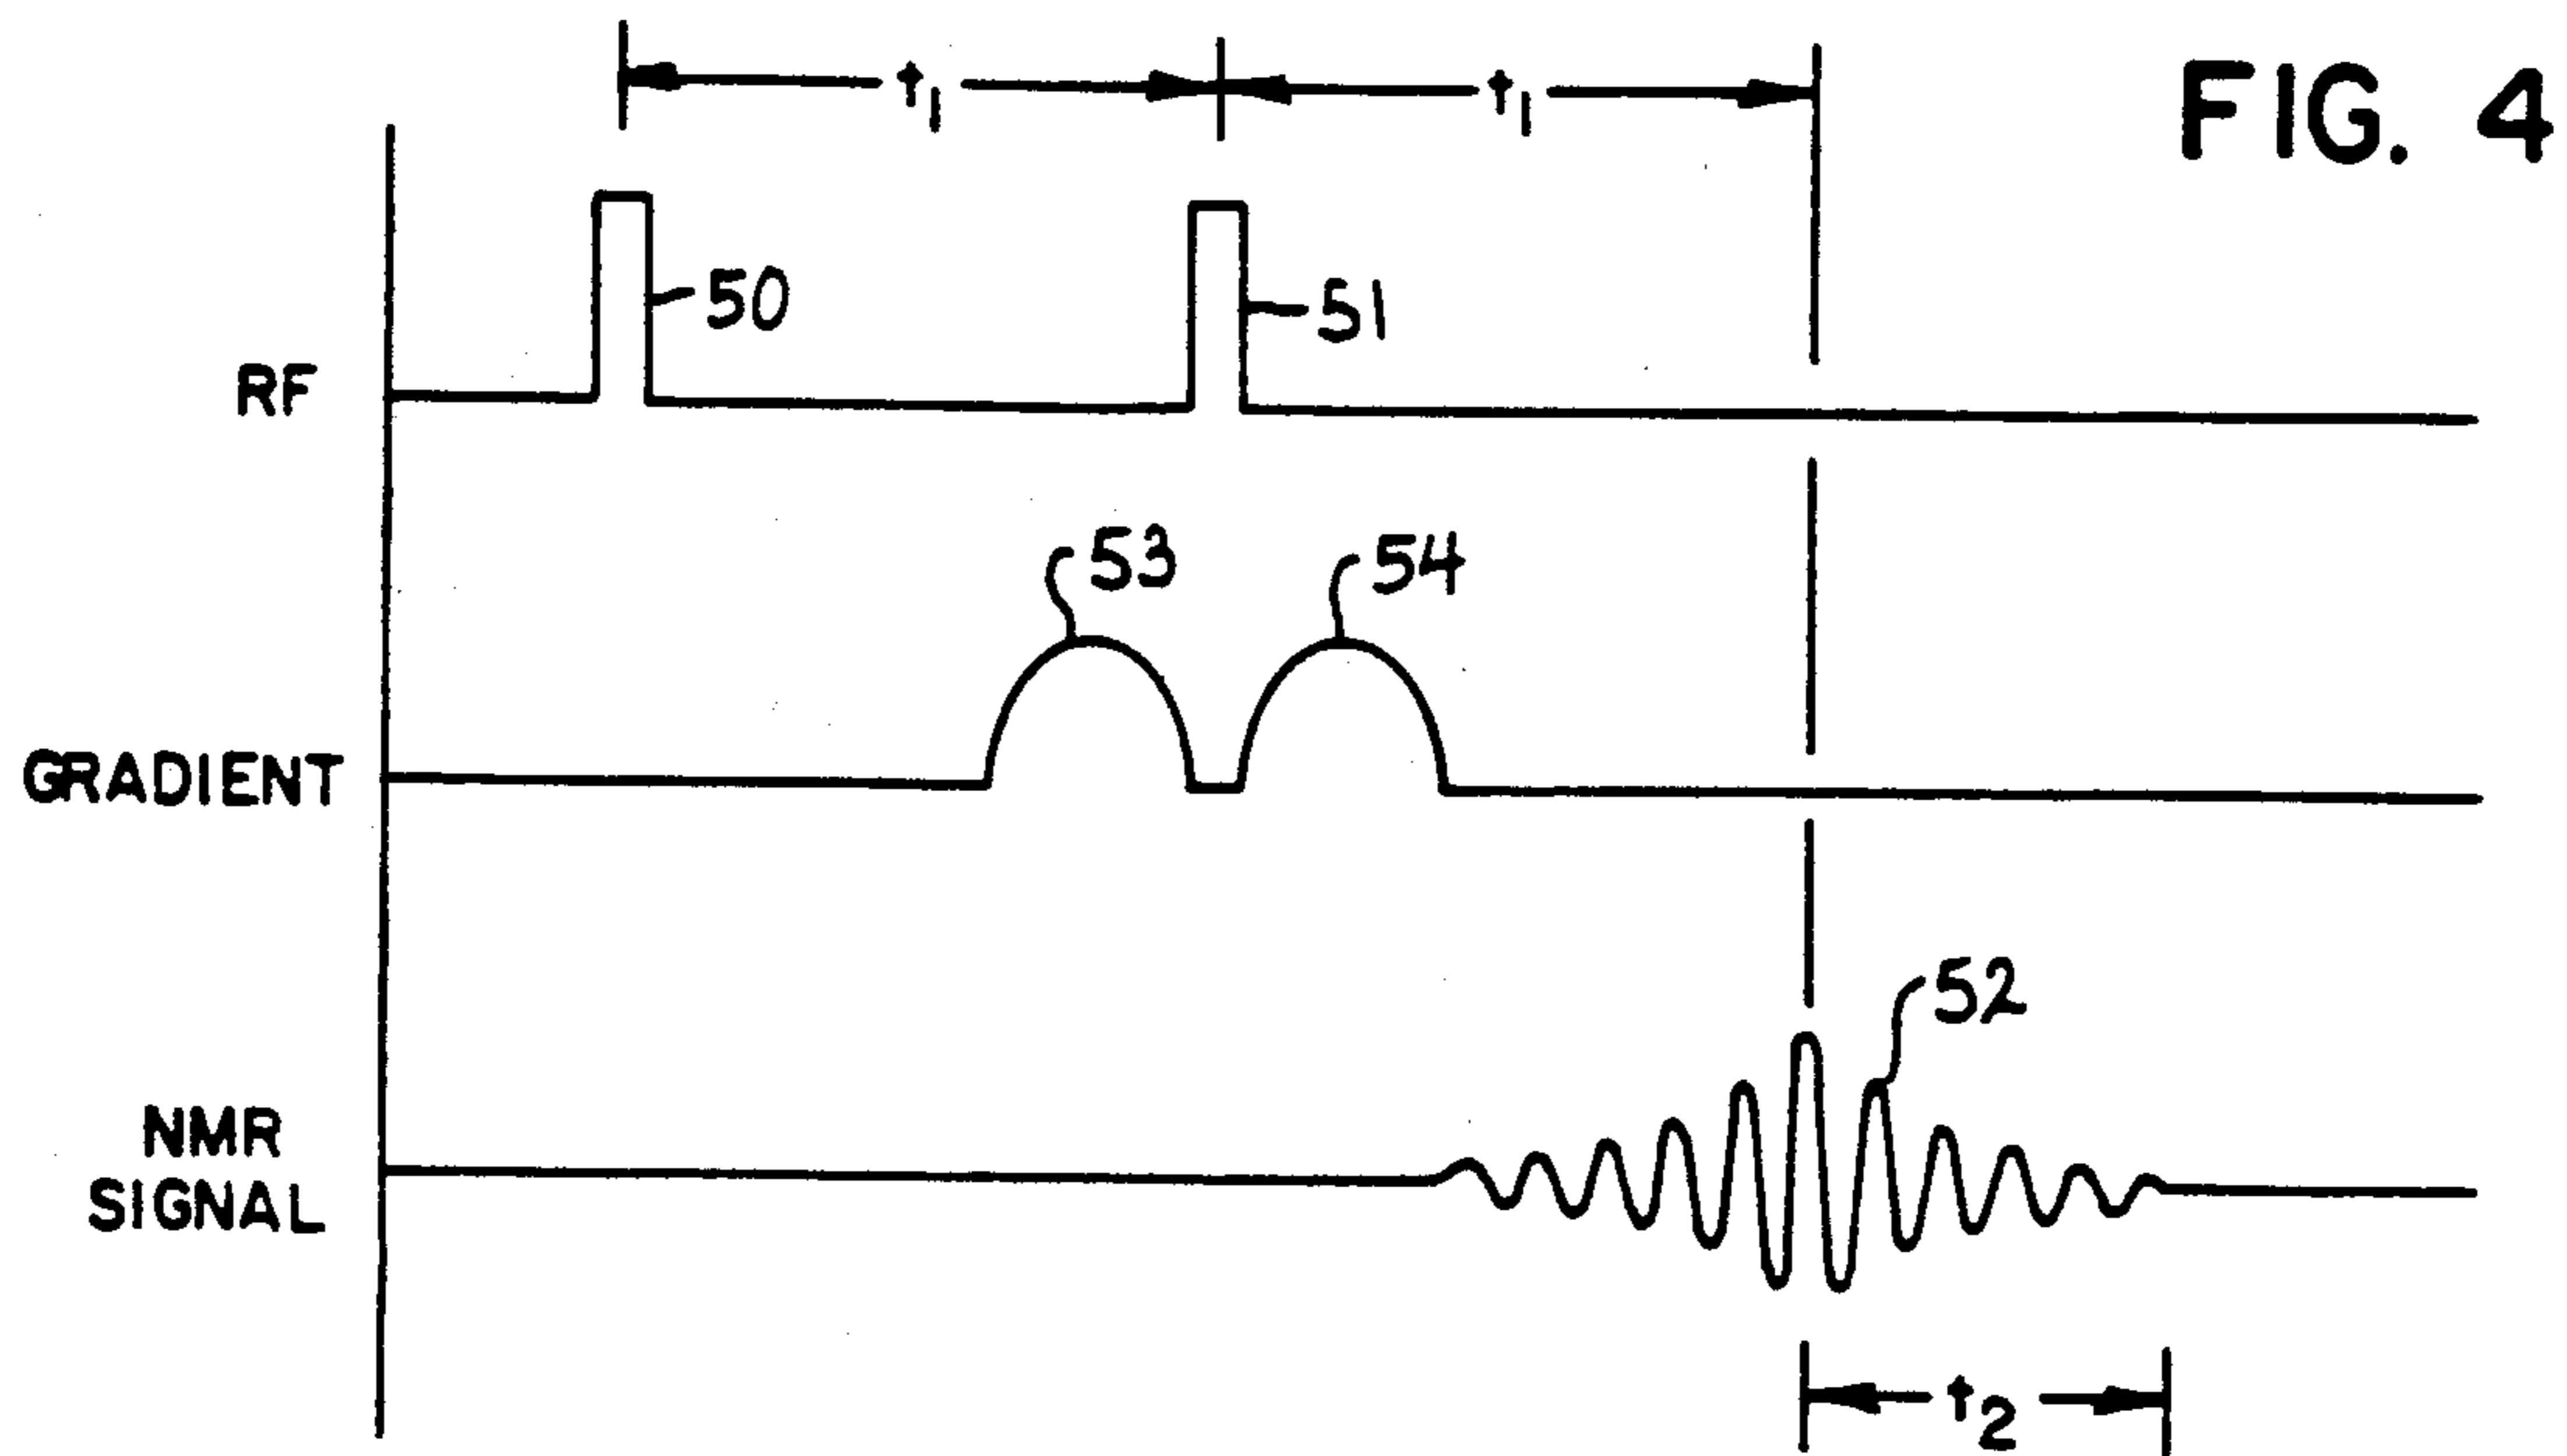 t1 t1
FIG. 4
50
51
RF
53
54
GRADIENT
52
NMR
SIGNAL
t2